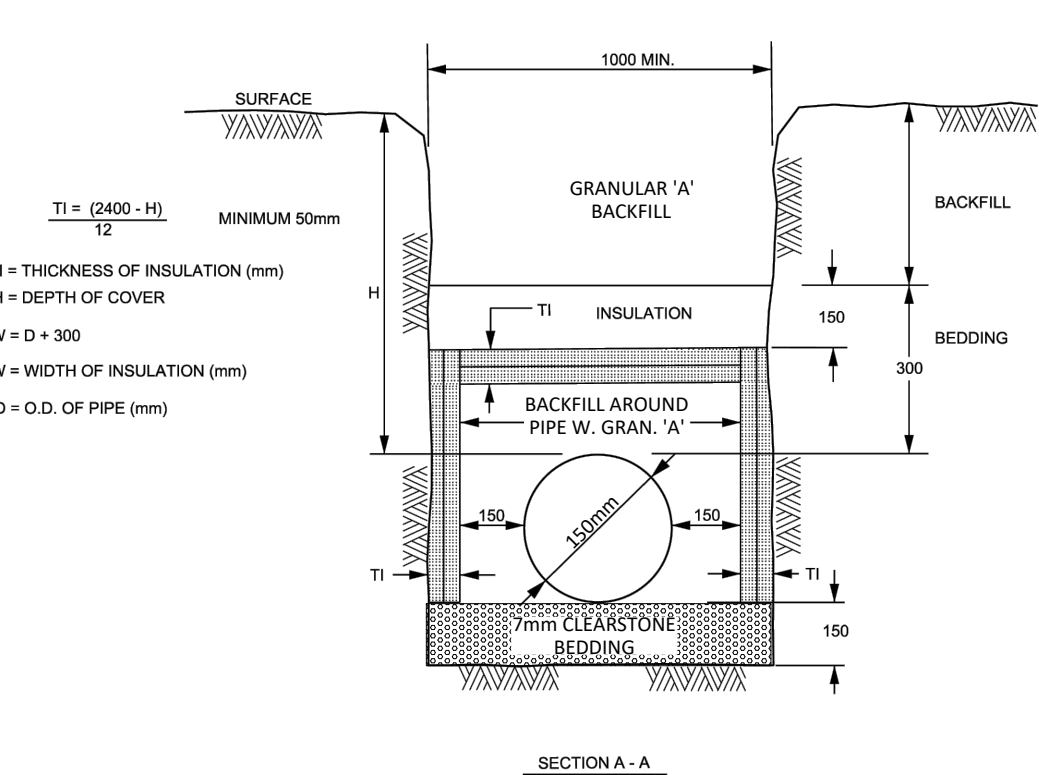 1000 MIN.
SURFACE
GRANULAR 'A'
BACKFILL
BACKFILL
TI = (2400 - H)
12
MINIMUM 50mm
= THICKNESS OF INSULATION (mm)
= DEPTH OF COVER
= D + 300
= WIDTH OF INSULATION (mm)
= O.D. OF PIPE (mm)
H
TI
INSULATION
150
BEDDING
300
BACKFILL AROUND
PIPE W. GRAN. 'A'
150
150mm
150
TI
TI
7mm CLEARSTONE
BEDDING
150
SECTION A - A